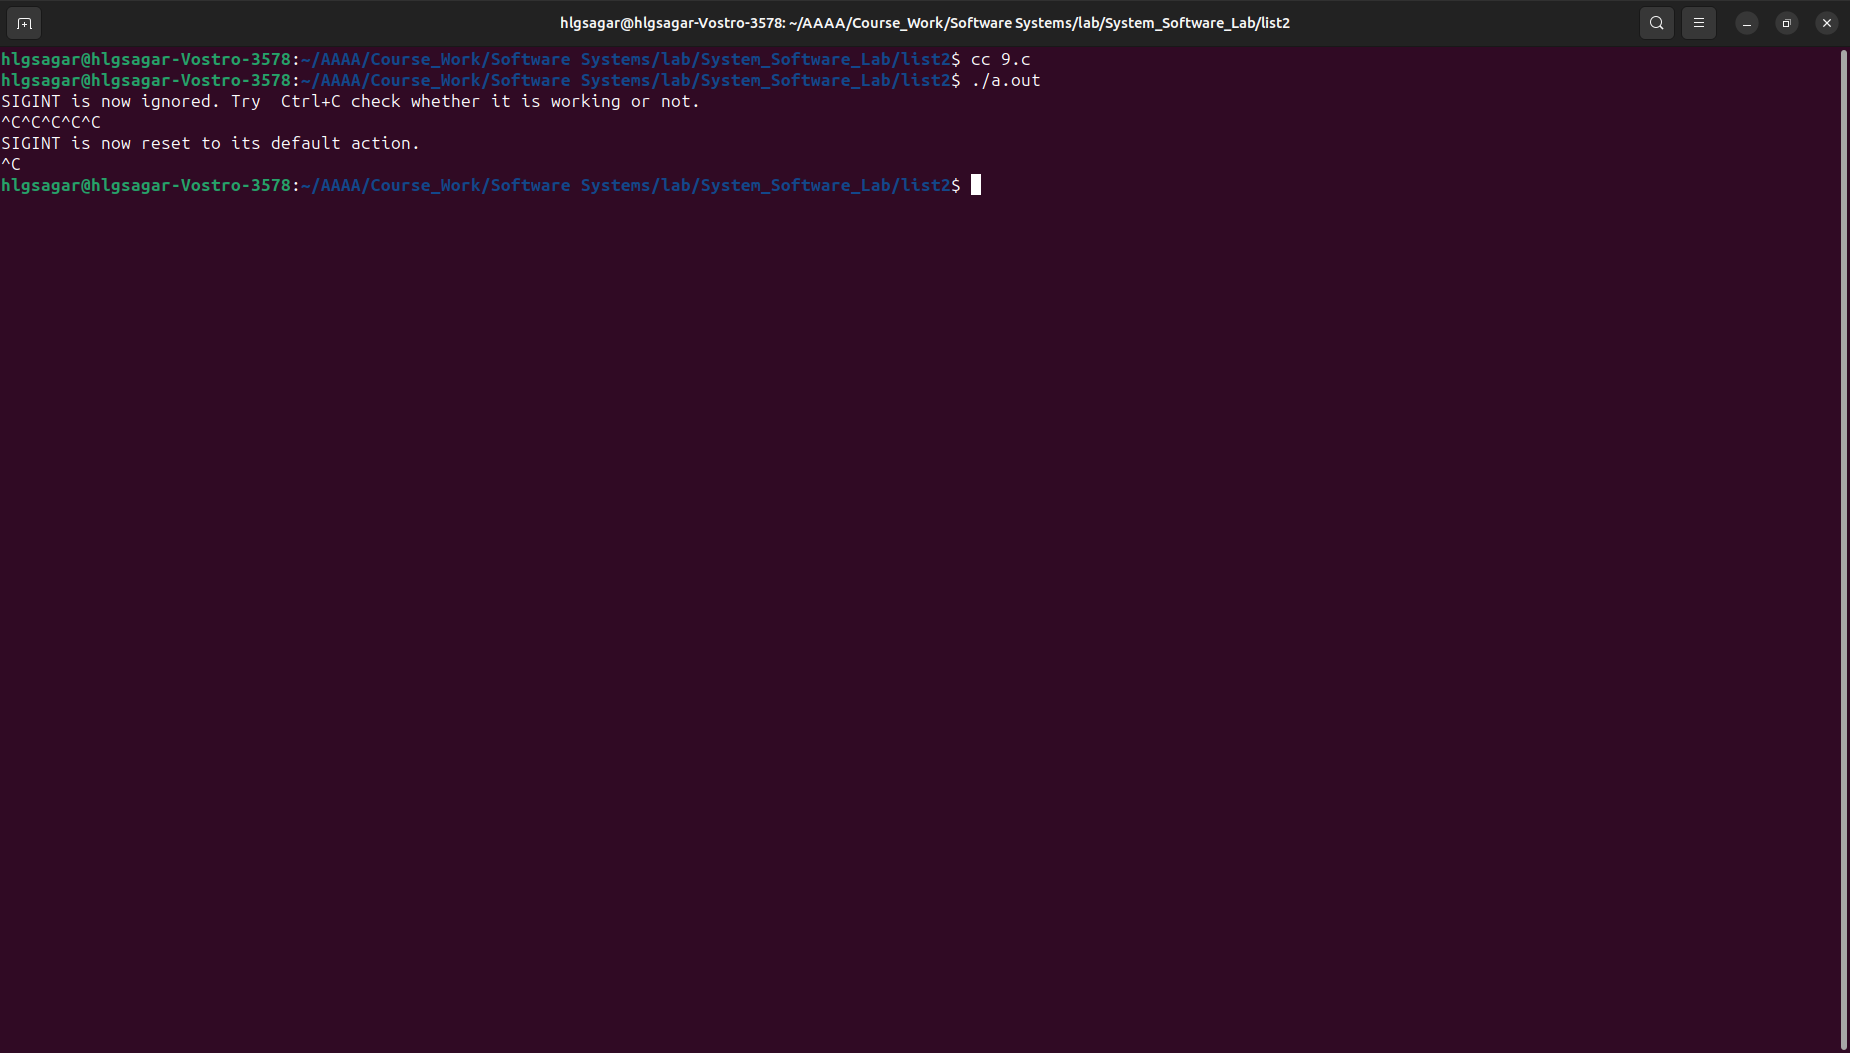 hlgsagar@hlgsagar-Vostro-3578: ~/AAAA/Course_Work/Software Systems/lab/System_Software_Lab/list2
hlgsagar@hlgsagar-Vostro-3578:~/AAAA/Course_Work/Software Systems/lab/System_Software_Lab/list2$ cc 9.c
hlgsagar@hlgsagar-Vostro-3578:~/AAAA/Course_Work/Software Systems/lab/System_Software_Lab/list2$ ./a.out
SIGINT is now ignored. Try  Ctrl+C check whether it is working or not.
^C^C^C^C^C
SIGINT is now reset to its default action.
^C
hlgsagar@hlgsagar-Vostro-3578:~/AAAA/Course_Work/Software Systems/lab/System_Software_Lab/list2$